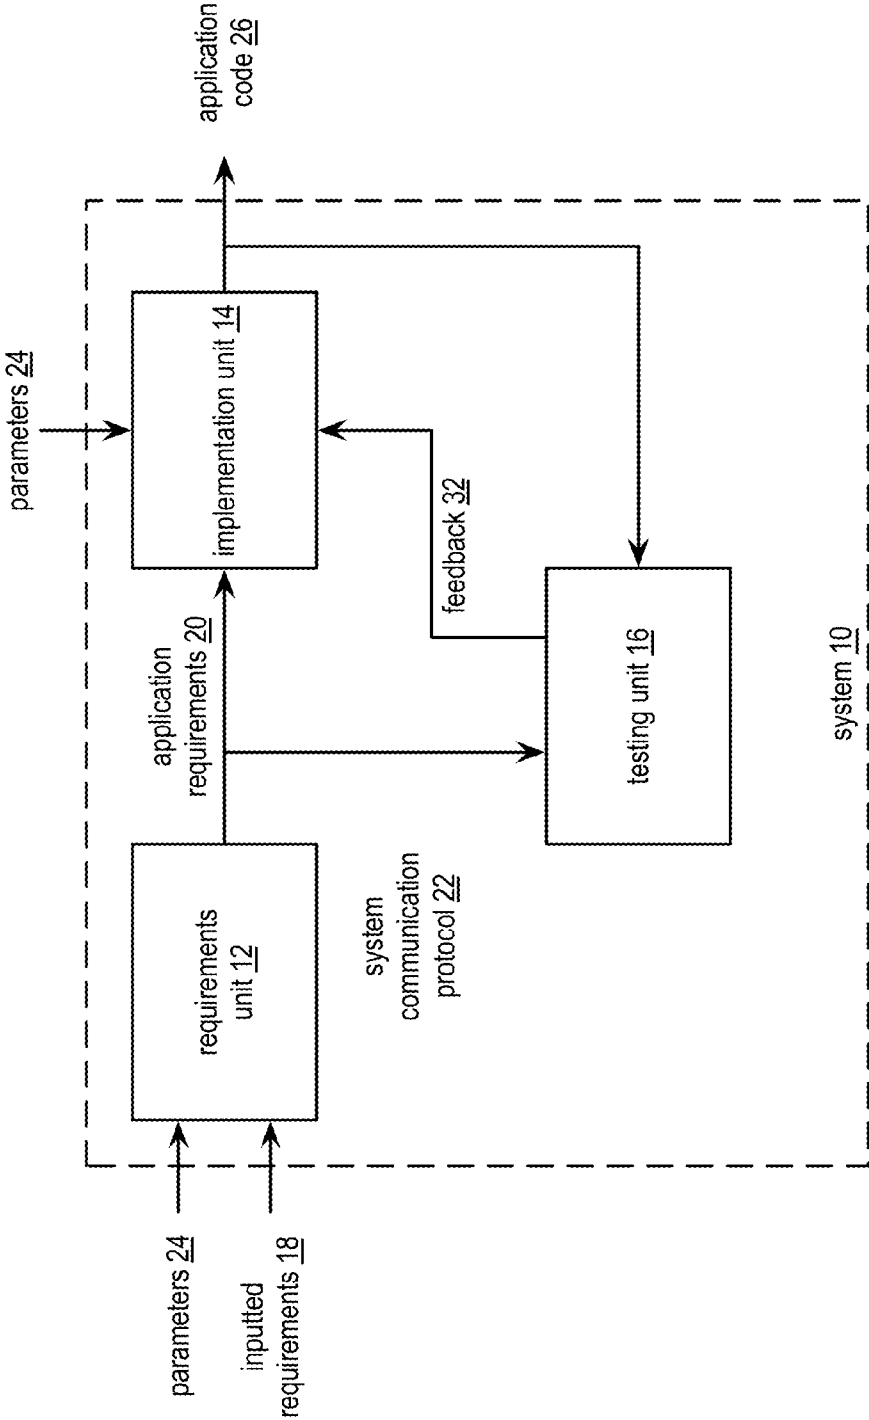 parameters 24
inputted
requirements 18
requirements
unit 12
application
requirements 20
system
communication
protocol 22
parameters 24
implementation unit 14
feedback 32
testing unit 16
application
code 26
system 10